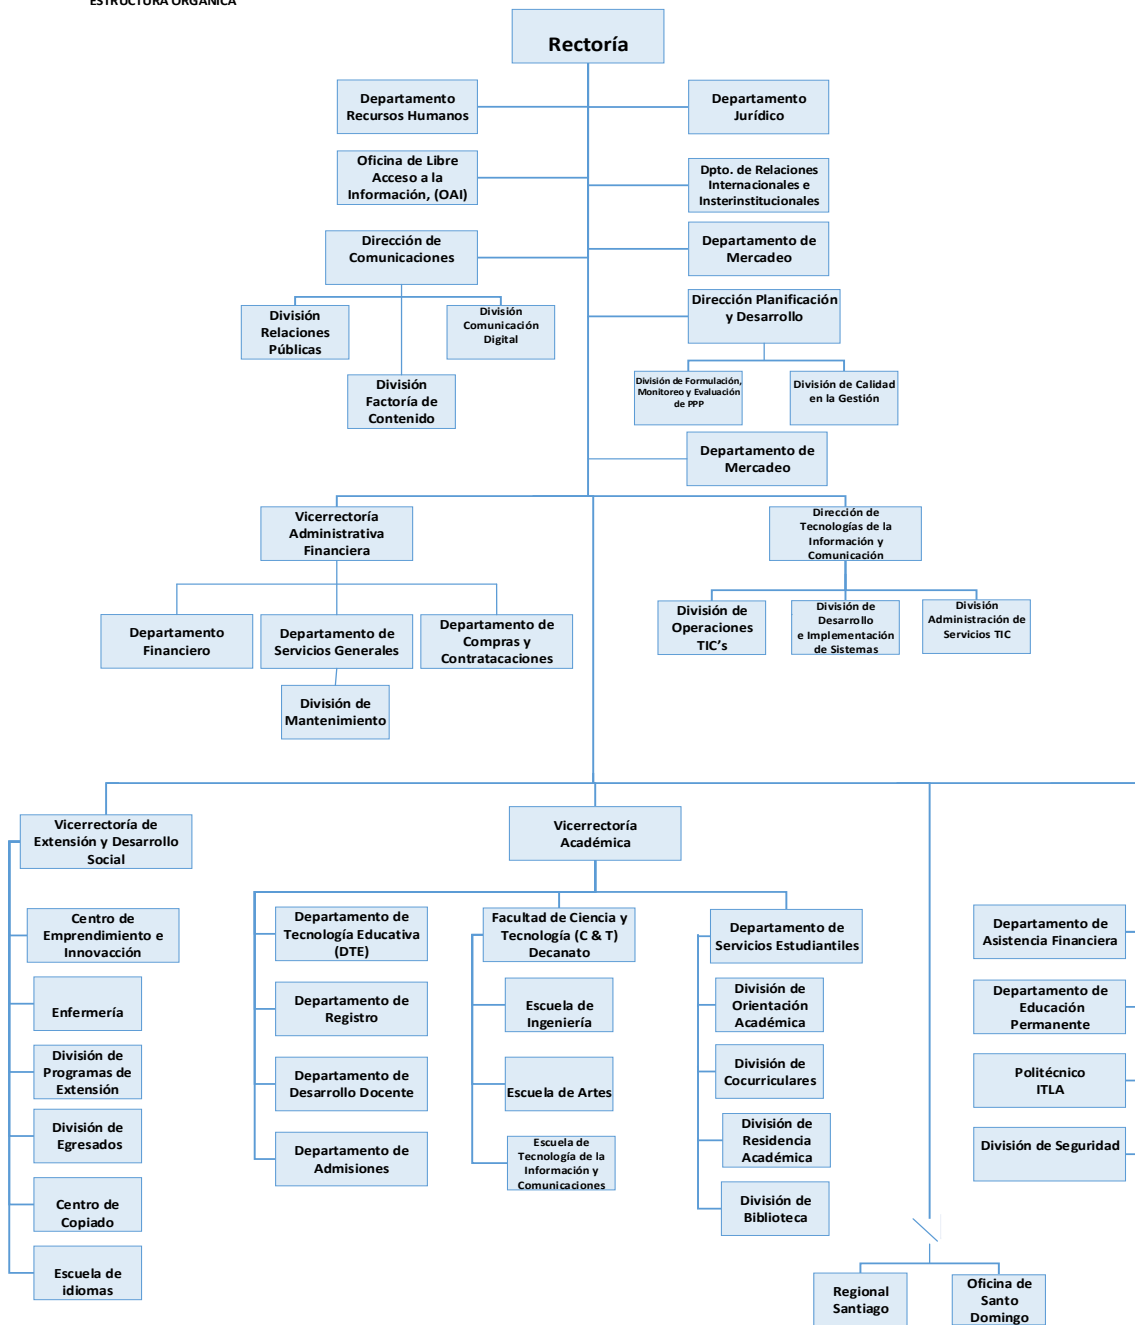 ESTRUCTURA ORGÁNICA
Rectoría
Departamento
Recursos Humanos
Departamento
Jurídico
Oficina de Libre
Acceso a la
Información, (OAI)
Dpto. de Relaciones
Internacionales e
Insterinstitucionales
Dirección de
Comunicaciones
Departamento de
Mercadeo
División
Relaciones
Públicas
División
Comunicación
Digital
División
Factoría de
Contenido
Dirección Planificación
y Desarrollo
División de Formulación,
Monitoreo y Evaluación
de PPP
División de Calidad
en la Gestión
Departamento de
Mercadeo
Vicerrectoría
Administrativa
Financiera
Dirección de
Tecnologías de la
Información y
Comunicación
Departamento
Financiero
Departamento de
Servicios Generales
Departamento de
Compras y
Contratacaciones
División de
Mantenimiento
División de
Operaciones
TIC's
División de
Desarrollo
e Implementación
de Sistemas
División
Administración de
Servicios TIC
Vicerrectoría de
Extensión y Desarrollo
Social
Vicerrectoría
Académica
Centro de
Emprendimiento e
Innovacción
Enfermería
División de
Programas de
Extensión
División de
Egresados
Centro de
Copiado
Escuela de
idiomas
Departamento de
Tecnología Educativa
(DTE)
Departamento de
Registro
Departamento de
Desarrollo Docente
Departamento de
Admisiones
Facultad de Ciencia y
Tecnología (C & T)
Decanato
Escuela de
Ingeniería
Escuela de Artes
Escuela de
Tecnología de la
Información y
Comunicaciones
Departamento de
Servicios Estudiantiles
División de
Orientación
Académica
División de
Cocurriculares
División de
Residencia
Académica
División de
Biblioteca
Departamento de
Asistencia Financiera
Departamento de
Educación
Permanente
Politécnico
ITLA
División de Seguridad
Regional
Santiago
Oficina de
Santo
Domingo